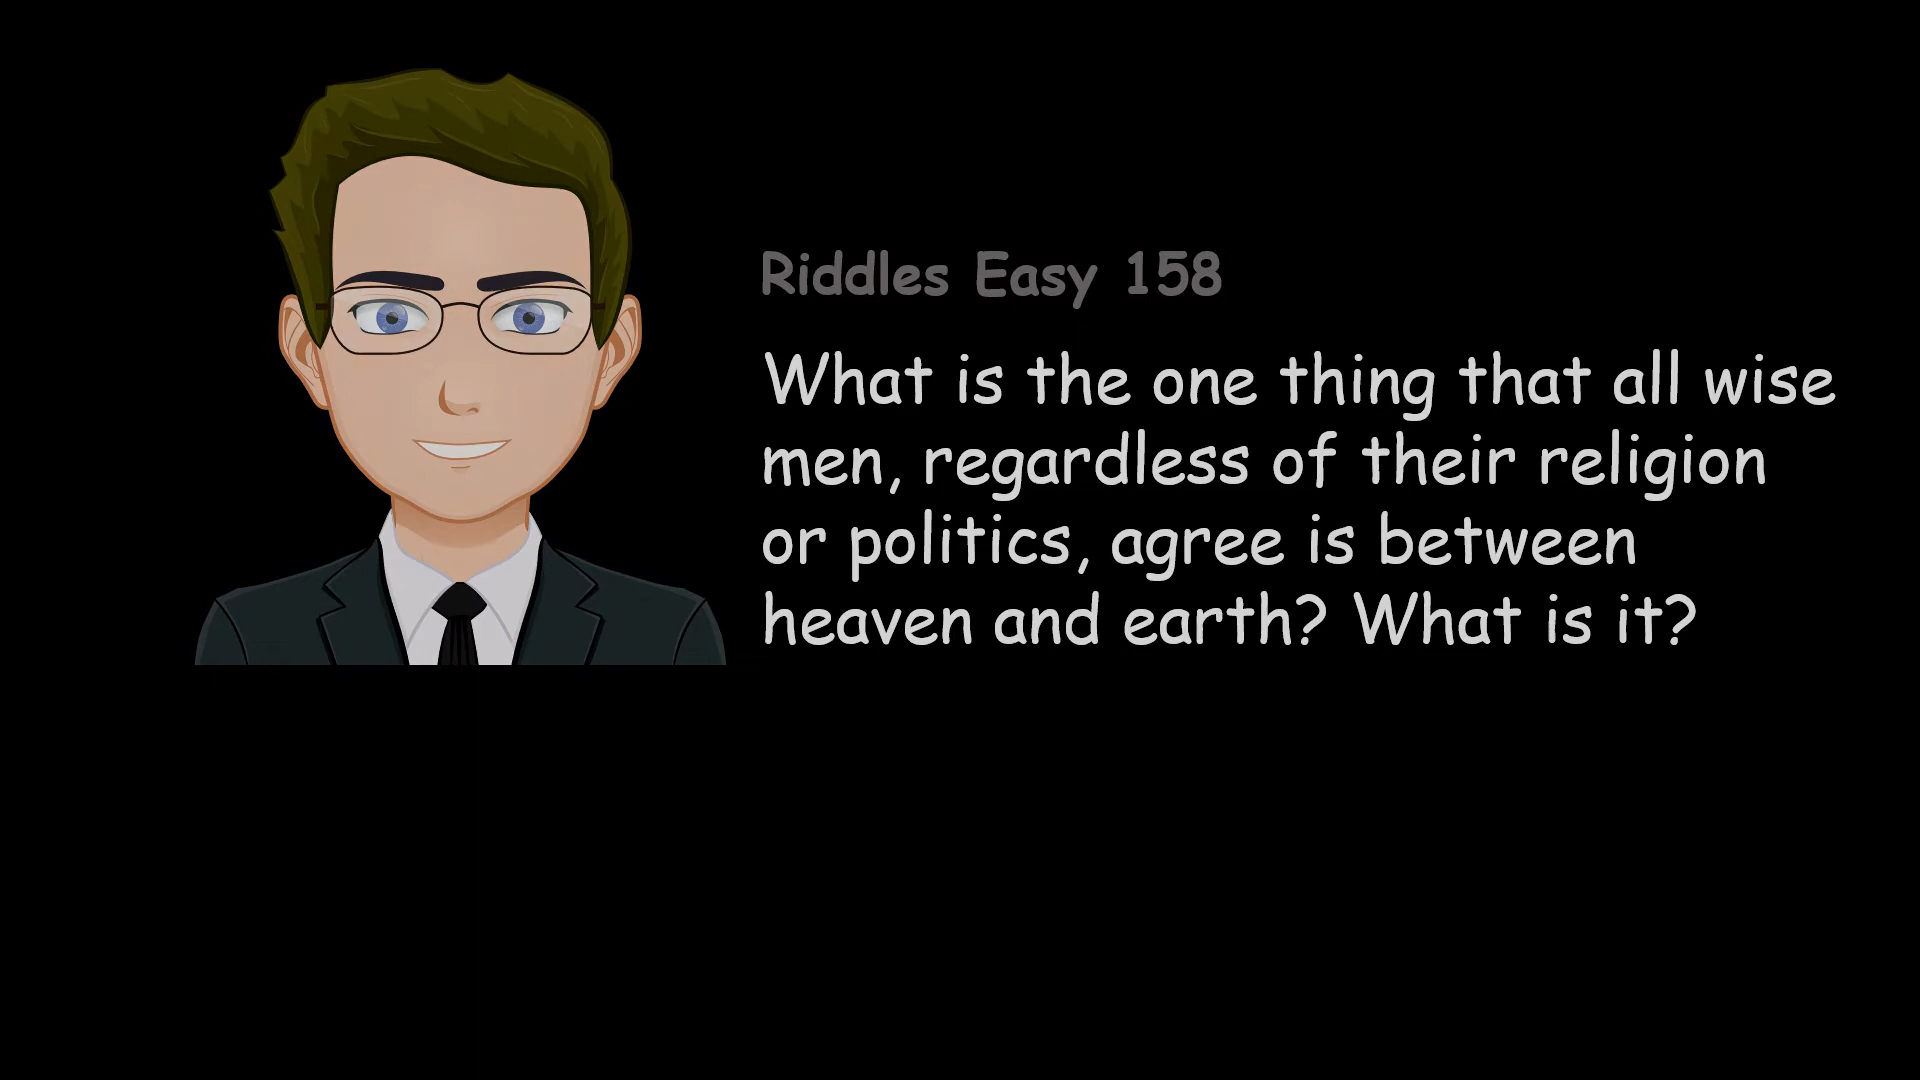 Riddles Easy 158
What is the one thing that all wise
men, regardless of their religion
or politics, agree is between
heaven and earth? What is it?